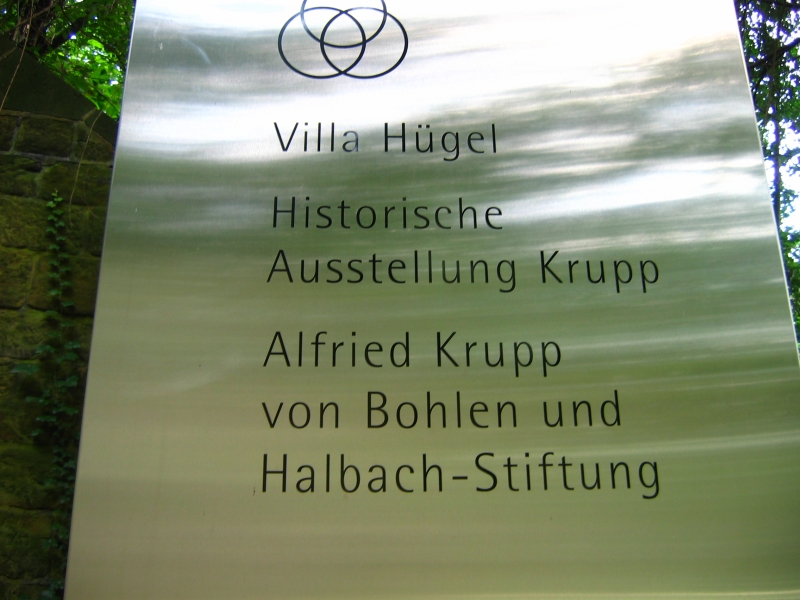 Villa Hügel
Historische
Ausstellung Krupp
Alfried Krupp
von Bohlen und
Halbach-Stiftung